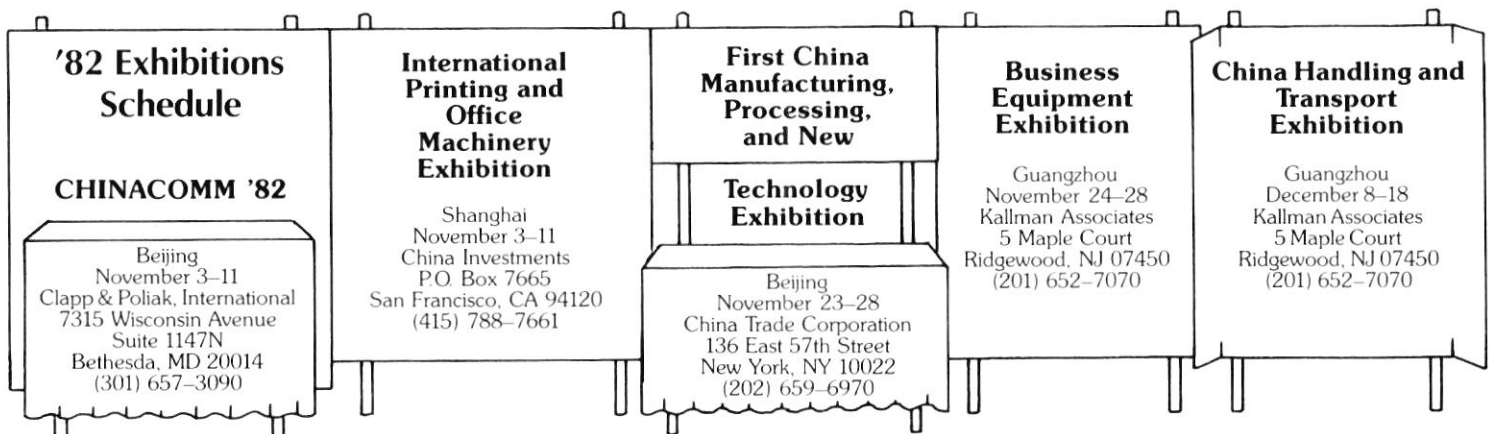 '82 Exhibitions
Schedule
CHINACOMM '82
Beijing
November 3–11
Clapp & Poliak, International
7315 Wisconsin Avenue
Suite 1147N
Bethesda, MD 20014
(301) 657–3090
International
Printing and
Office
Machinery
Exhibition
Shanghai
November 3–11
China Investments
P.O. Box 7665
San Francisco, CA 94120
(415) 788–7661
First China
Manufacturing,
Processing,
and New
Technology
Exhibition
Beijing
November 23–28
China Trade Corporation
136 East 57th Street
New York, NY 10022
(202) 659–6970
Business
Equipment
Exhibition
Guangzhou
November 24–28
Kallman Associates
5 Maple Court
Ridgewood, NJ 07450
(201) 652–7070
China Handling and
Transport
Exhibition
Guangzhou
December 8–18
Kallman Associates
5 Maple Court
Ridgewood, NJ 07450
(201) 652–7070